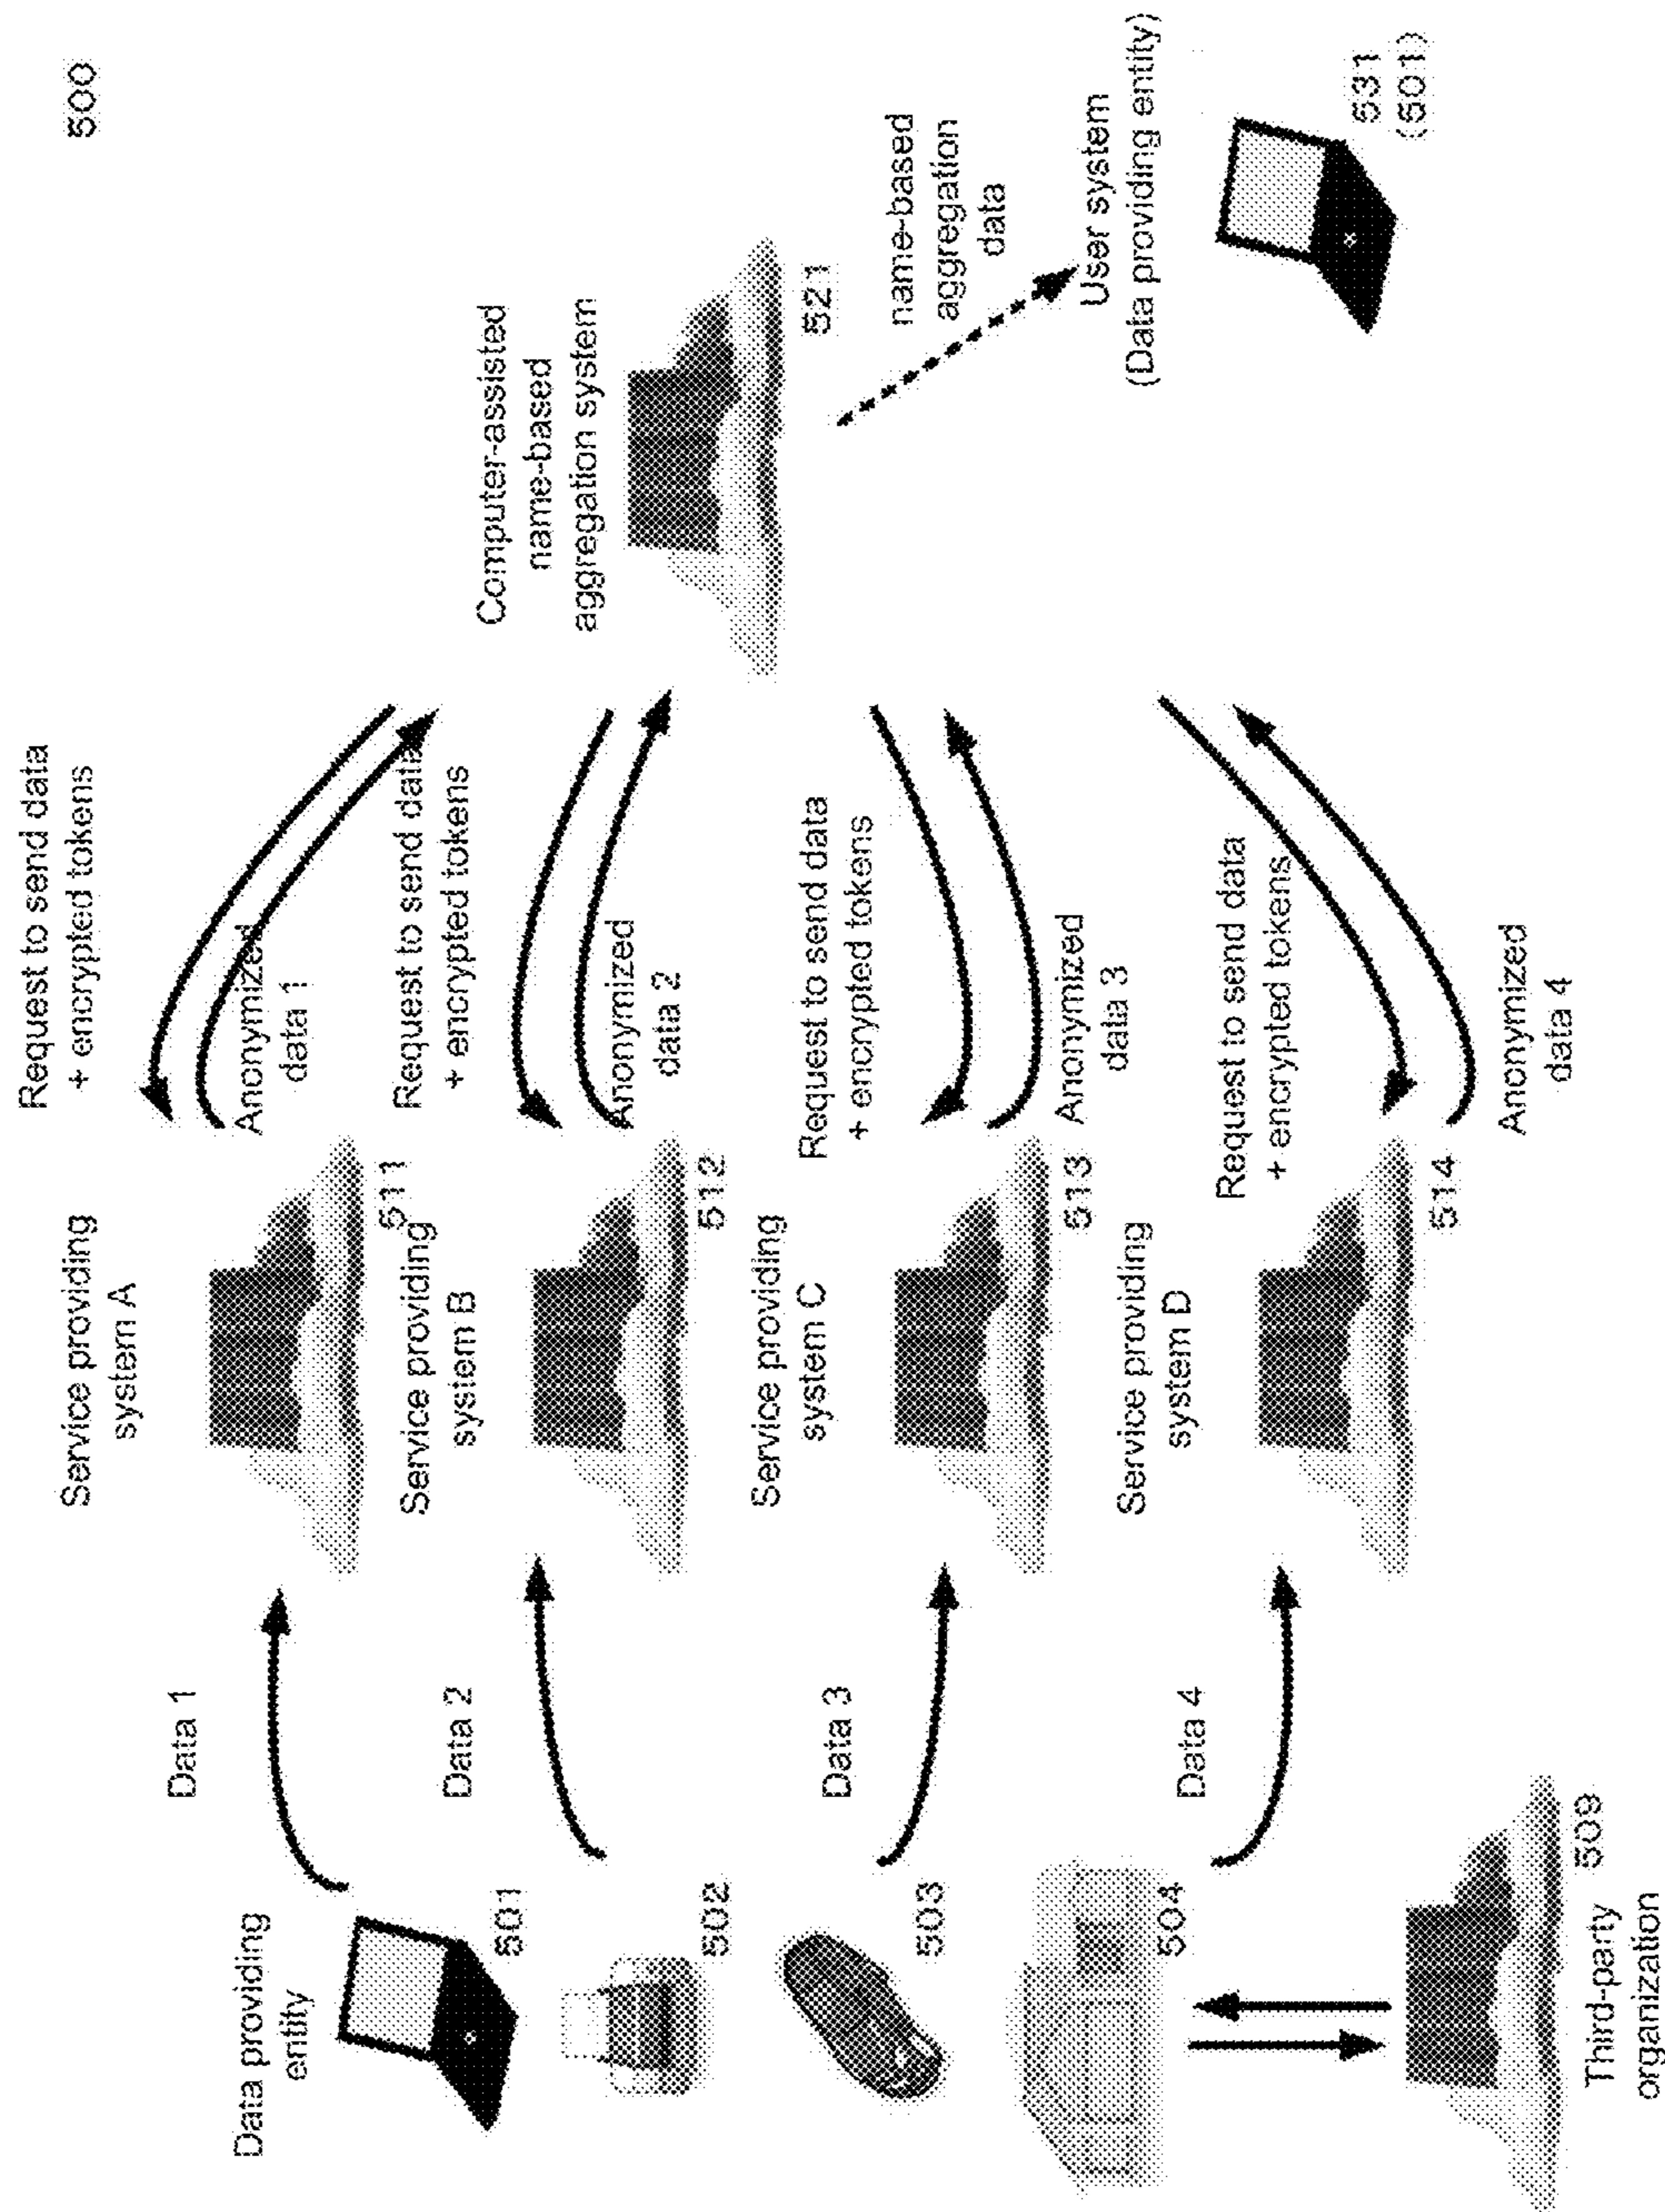 500
Data providing
entity
501
502
503
504
Third-party
organization
509
Data 1
Data 2
Data 3
Data 4
Service providing
system A
511
Service providing
system B
512
Service providing
system C
513
Service providing
system D
514
Request to send data
+ encrypted tokens
Anonymized
data 1
Request to send data
+ encrypted tokens
Anonymized
data 2
Request to send data
+ encrypted tokens
Anonymized
data 3
Request to send data
+ encrypted tokens
Anonymized
data 4
Computer-assisted
name-based
aggregation system
521
name-based
aggregation
data
User system
(Data providing entity)
531
(501)